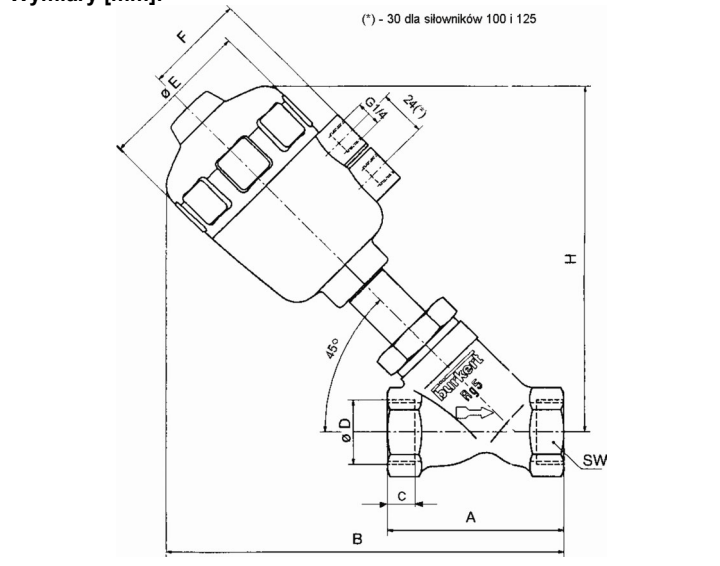 Wymiary [mm]:
(*) - 30 dla siłowników 100 i 125
F
ø E
G1/4
24(*)
H
45°
burkert
Rg5
ø D
SW
C
A
B